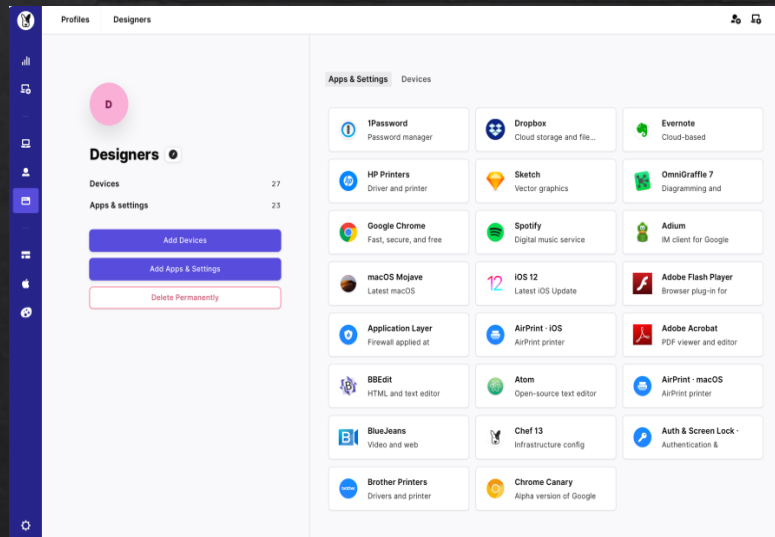 Profiles Designers
D
Designers
Devices 27
Apps & settings 23
Add Devices
Add Apps & Settings
Delete Permanently
Apps & Settings Devices
1Password
Password manager
Dropbox
Cloud storage and file...
Evernote
Cloud-based
HP Printers
Driver and printer
Sketch
Vector graphics
OmniGraffle 7
Diagramming and
Google Chrome
Fast, secure, and free
Spotify
Digital music service
Adium
IM client for Google
macOS Mojave
Latest macOS
12
iOS 12
Latest iOS Update
Adobe Flash Player
Browser plug-in for
Application Layer
Firewall applied at
AirPrint · iOS
AirPrint printer
Adobe Acrobat
PDF viewer and editor
BBEdit
HTML and text editor
Atom
Open-source text editor
AirPrint · macOS
AirPrint printer
BlueJeans
Video and web
Chef 13
Infrastructure config
Auth & Screen Lock ·
Authentication &
brother
Brother Printers
Drivers and printer
Chrome Canary
Alpha version of Google